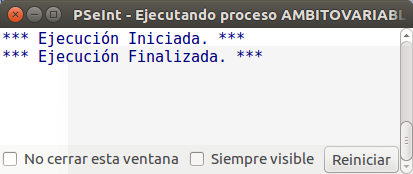 PSeInt - Ejecutando proceso AMBITOVARIABL
*** Ejecución Iniciada. ***
*** Ejecución Finalizada. ***
No cerrar esta ventana Siempre visible Reiniciar